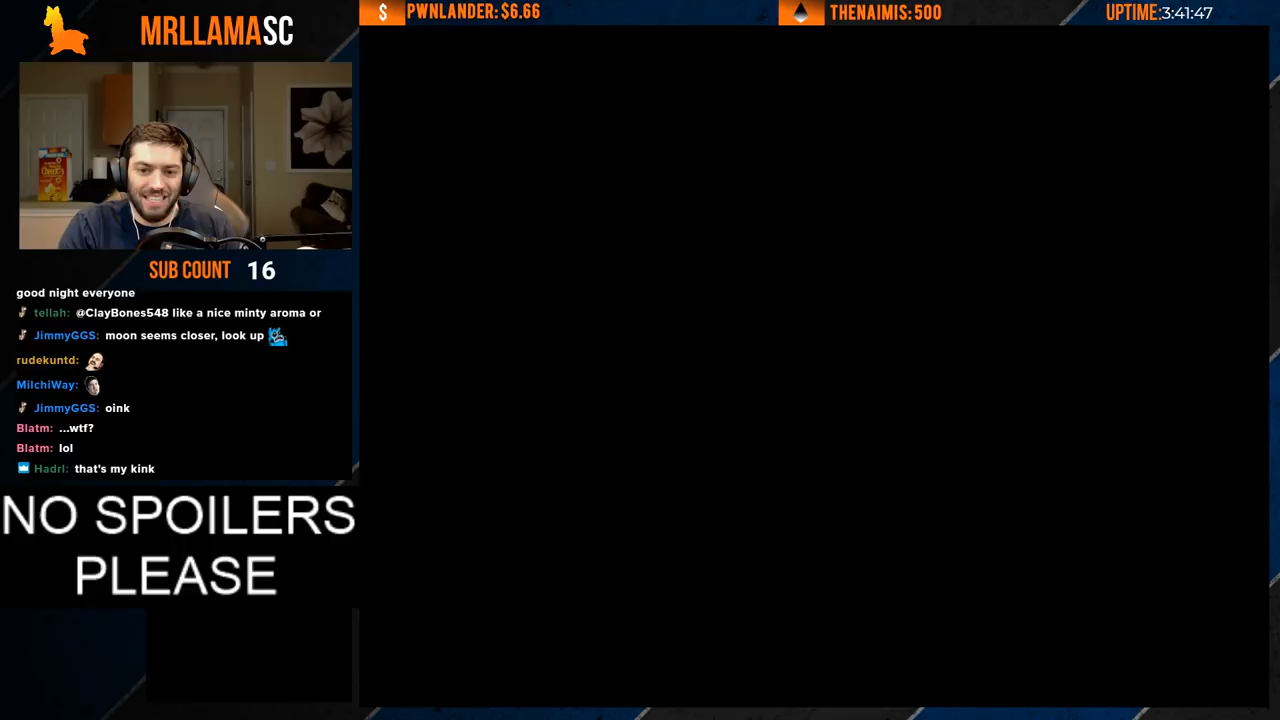 MRLLAMASC
$ PWNLANDER: $6.66
THENAIMIS: 500
UPTIME:3:41:47
SUB COUNT 16
good night everyone
tellah: @ClayBones548 like a nice minty aroma or
JimmyGGS: moon seems closer, look up
rudekuntd:
MilchiWay:
JimmyGGS: oink
Blatm: ...wtf?
Blatm: lol
Hadrl: that's my kink
NO SPOILERS
PLEASE